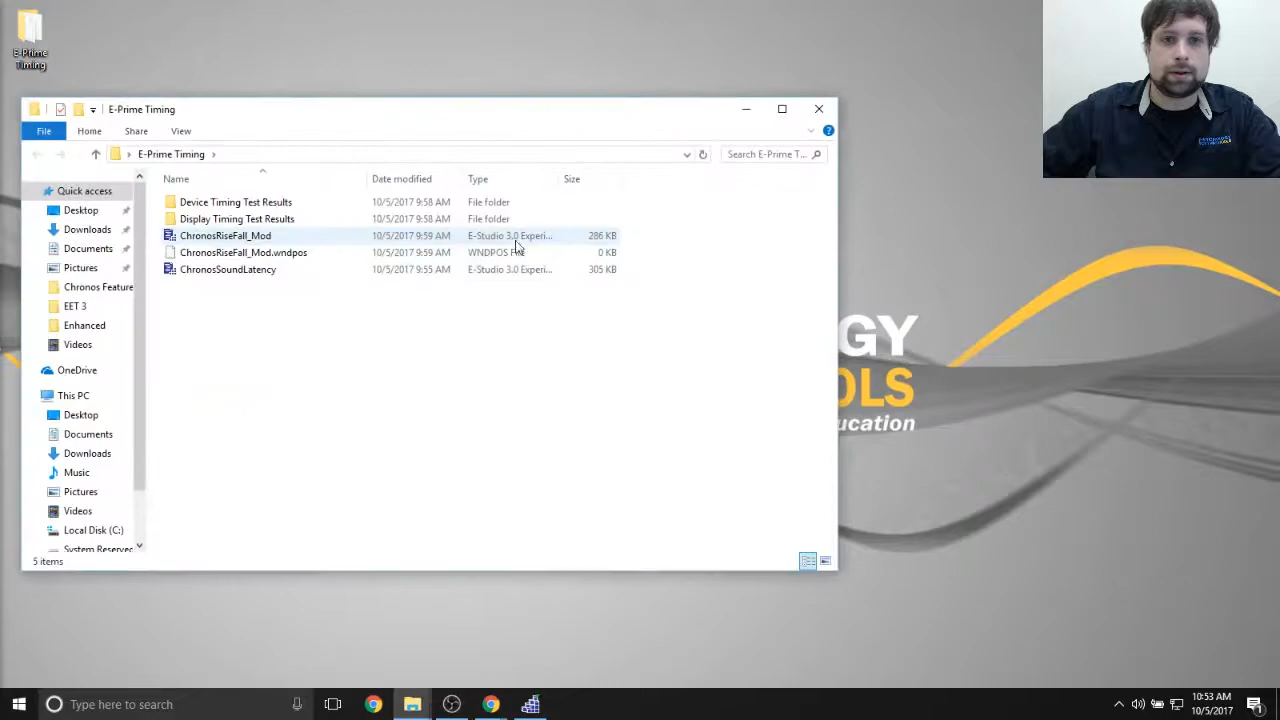 E-Prime
Timing
E-Prime Timing
File
Home
Share
View
E-Prime Timing
Search E-Prime T...
Name
Date modified
Type
Size
Quick access
Desktop
Downloads
Documents
Pictures
Chronos Feature
EET 3
Enhanced
Videos
OneDrive
This PC
Desktop
Documents
Downloads
Music
Pictures
Videos
Local Disk (C:)
System Reserved
Device Timing Test Results 10/5/2017 9:58 AM File folder
Display Timing Test Results 10/5/2017 9:58 AM File folder
ChronosRiseFall_Mod 10/5/2017 9:59 AM E-Studio 3.0 Experi... 286 KB
ChronosRiseFall_Mod.wndpos 10/5/2017 9:59 AM WNDPOS 0 KB
ChronosSoundLatency 10/5/2017 9:55 AM E-Studio 3.0 Experi... 305 KB
5 items
GY
OLS
ucation
Type here to search
10:53 AM
10/5/2017